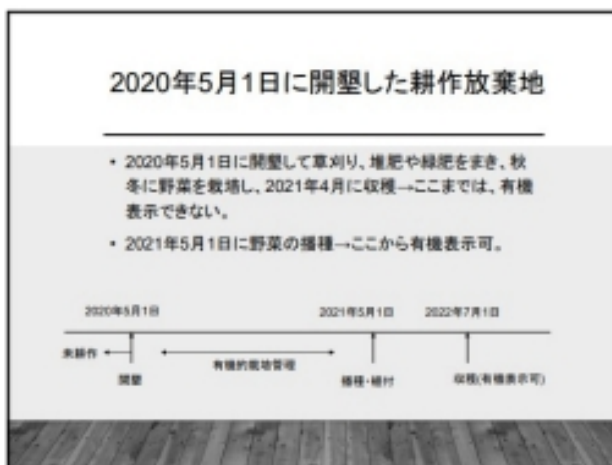 2020年5月1日に開墾した耕作放棄地
• 2020年5月1日に開墾して草刈り、堆肥や緑肥をまき、秋
冬に野菜を栽培し、2021年4月に収穫→ここまでは、有機
表示できない。
• 2021年5月1日に野菜の播種→ここから有機表示可。
2020年5月1日
2021年5月1日
2022年7月1日
未耕作
有機的栽培管理
開墾
播種・植付
収穫(有機表示可)